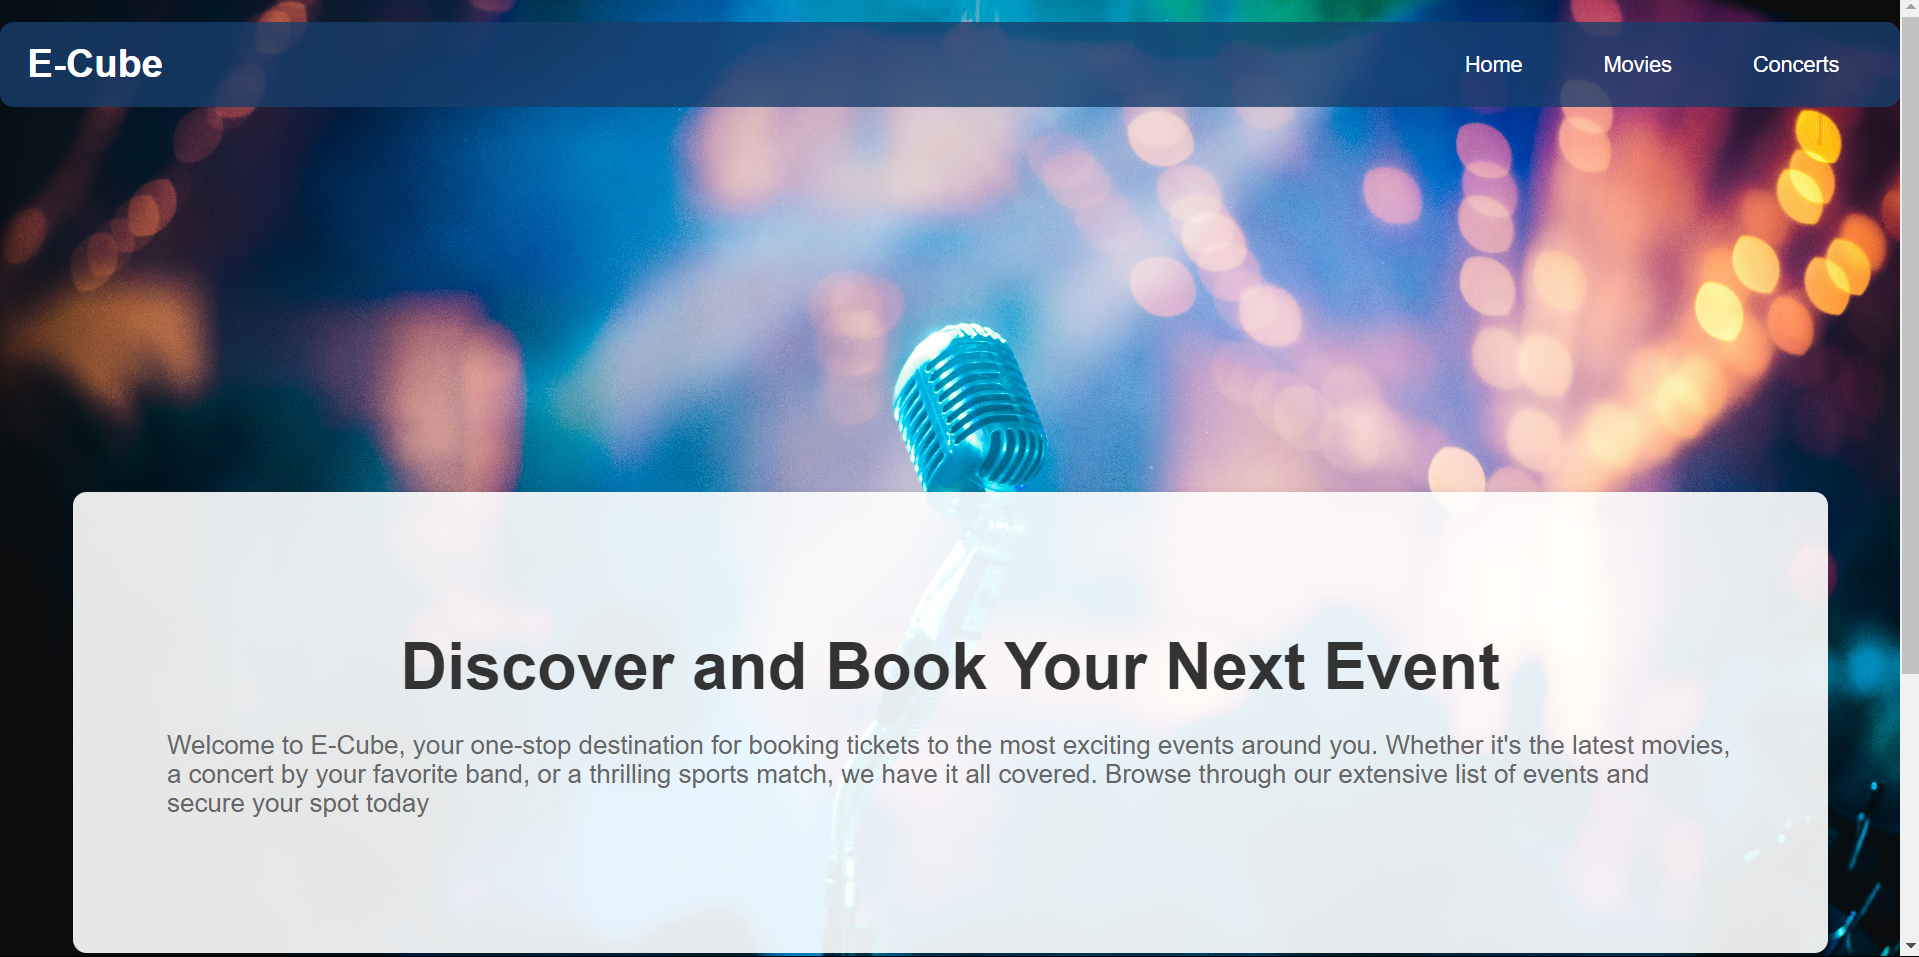 E-Cube
Home Movies Concerts
Discover and Book Your Next Event
Welcome to E-Cube, your one-stop destination for booking tickets to the most exciting events around you. Whether it's the latest movies,
a concert by your favorite band, or a thrilling sports match, we have it all covered. Browse through our extensive list of events and
secure your spot today